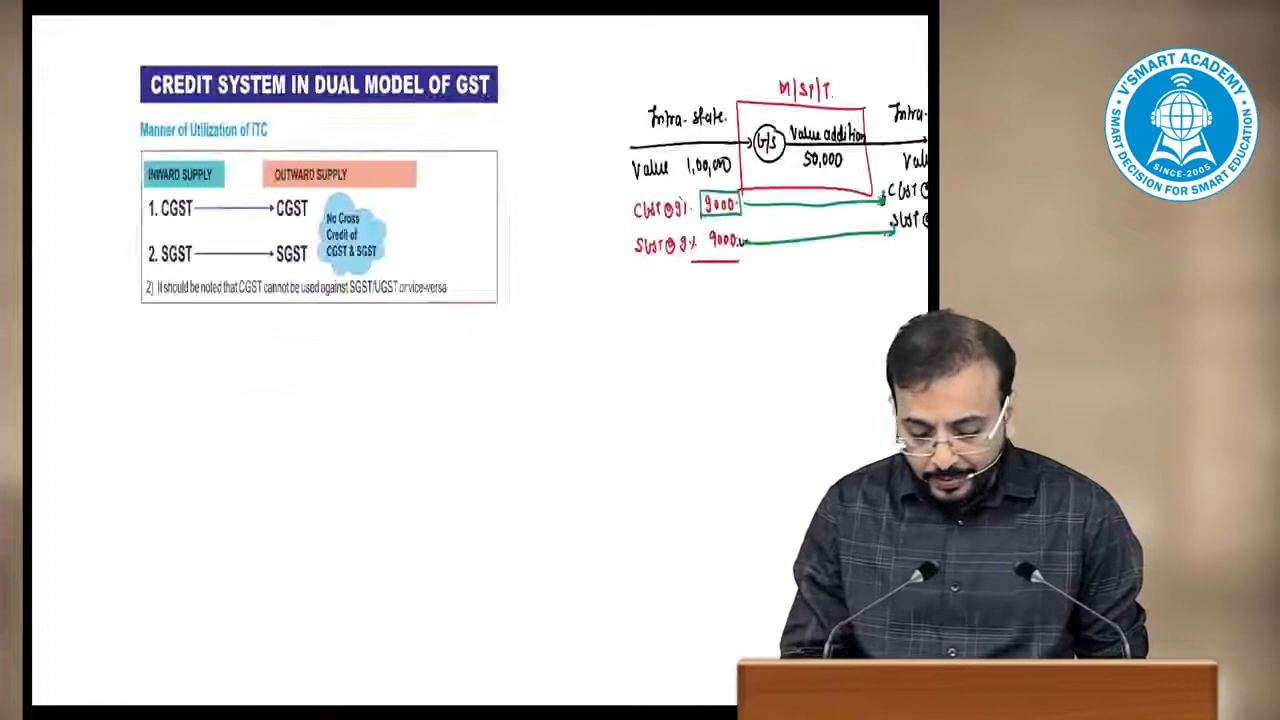 CREDIT SYSTEM IN DUAL MODEL OF GST
Manner of Utilization of ITC
INWARD SUPPLY
OUTWARD SUPPLY
1. CGST
CGST
2. SGST
SGST
No Cross
Credit of
CGST & SGST
2) It should be noted that CGST cannot be used against SGST/UGST or vice-versa
M/SP/T.
Intra-state.
G/S
Value addition
Intra-
Value 1,00,000
50,000
Val
CGST @9%. 9000.
CGST @
SGST @9% 9000.
SGST @
V'SMART ACADEMY
SINCE-2005
SMART DECISION FOR SMART EDUCATION